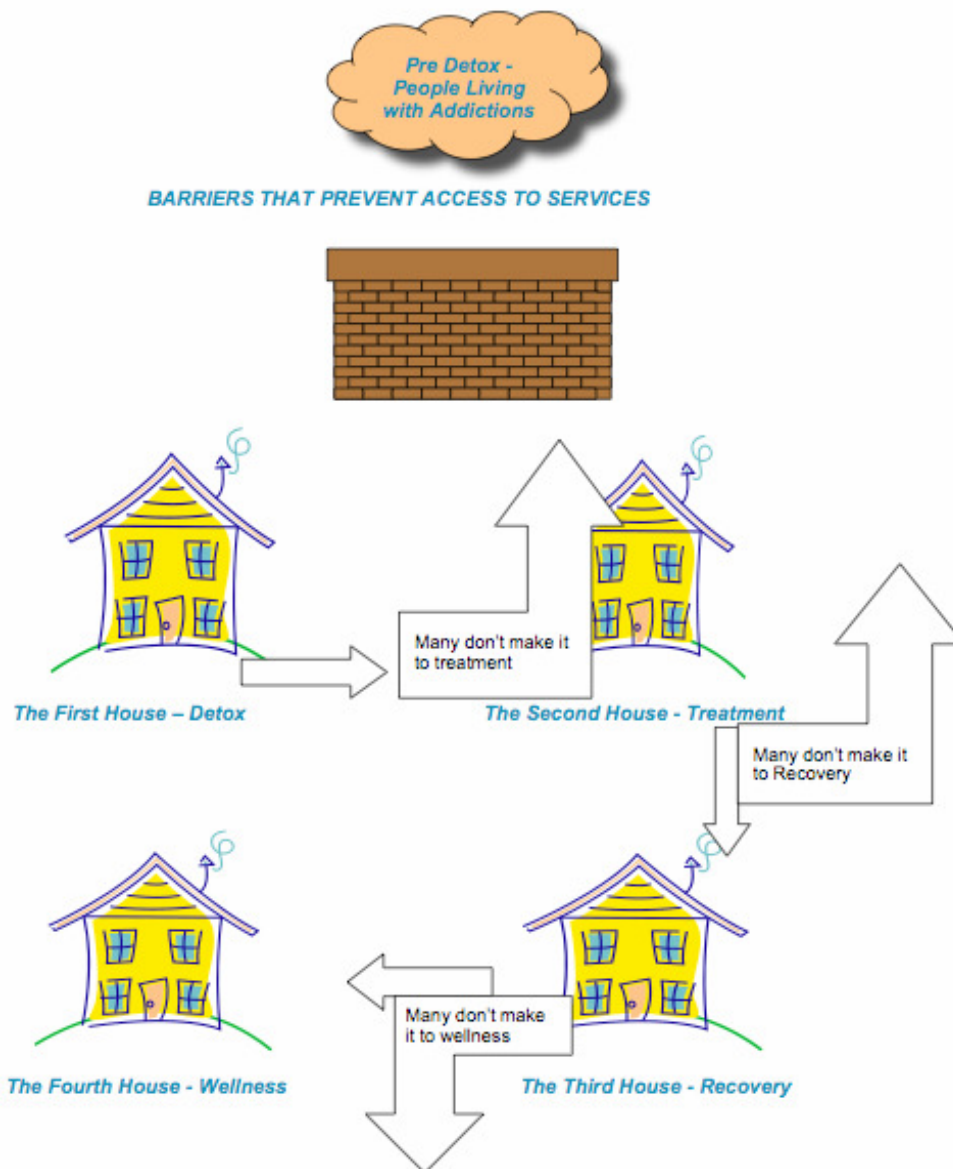 Pre Detox -
People Living
with Addictions
BARRIERS THAT PREVENT ACCESS TO SERVICES
Many don't make it
to treatment
The First House – Detox
The Second House - Treatment
Many don't make it
to Recovery
Many don't make
it to wellness
The Fourth House - Wellness
The Third House - Recovery